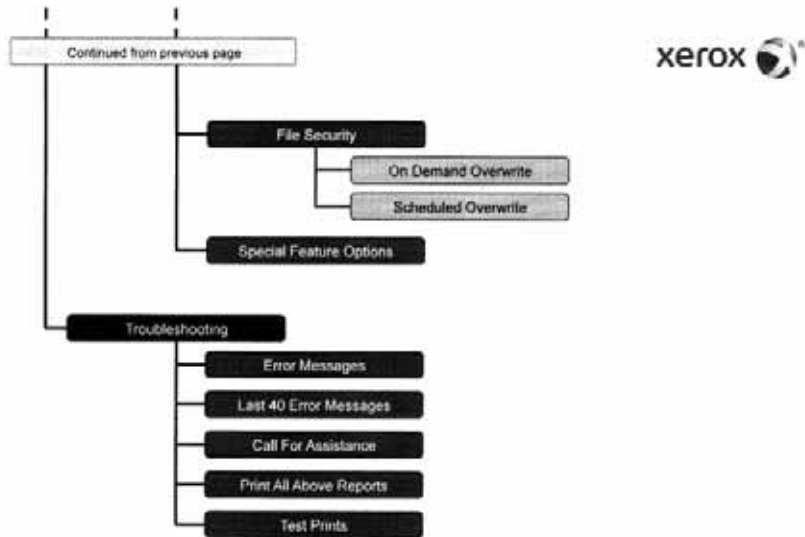 Continued from previous page
xerox ®
File Security
On Demand Overwrite
Scheduled Overwrite
Special Feature Options
Troubleshooting
Error Messages
Last 40 Error Messages
Call For Assistance
Print All Above Reports
Test Prints